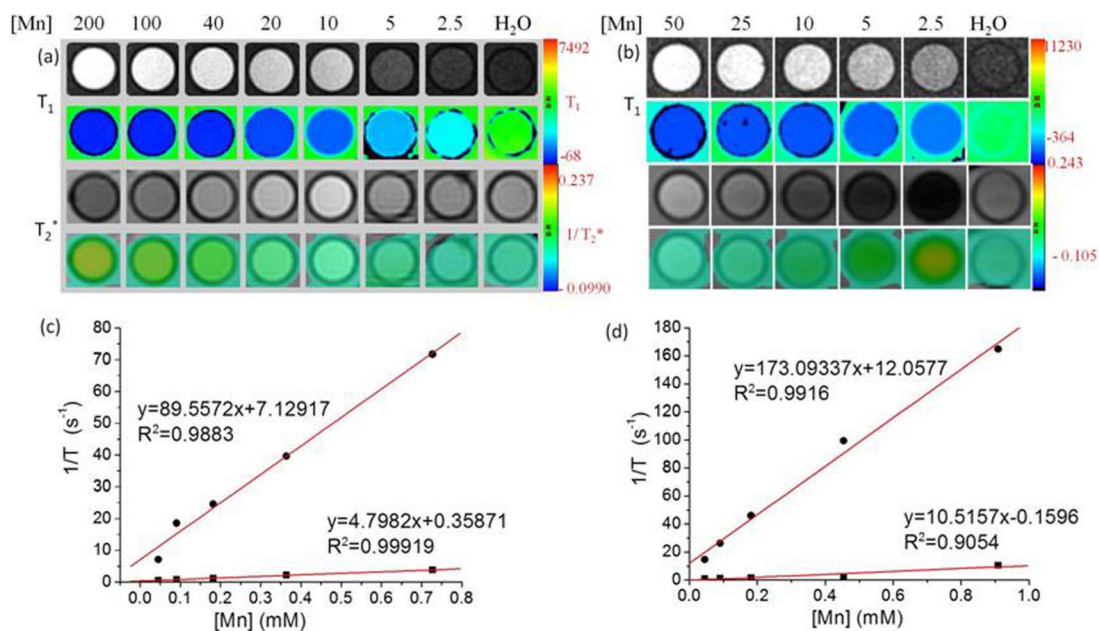 [Mn] 200 100 40 20 10 5 2.5 H₂O
[Mn] 50 25 10 5 2.5 H₂O
(a)
T₁
T₂*
7492
T₁
-68
0.237
1/T₂*
- 0.0990
(b)
T₁
11230
-364
0.243
- 0.105
(c)
80
70
60
50
40
30
20
10
0
1/T (s⁻¹)
y=89.5572x+7.12917
R²=0.9883
y=4.7982x+0.35871
R²=0.99919
0.0 0.1 0.2 0.3 0.4 0.5 0.6 0.7 0.8
[Mn] (mM)
(d)
180
160
140
120
100
80
60
40
20
0
1/T (s⁻¹)
y=173.09337x+12.0577
R²=0.9916
y=10.5157x-0.1596
R²=0.9054
0.0 0.2 0.4 0.6 0.8 1.0
[Mn] (mM)